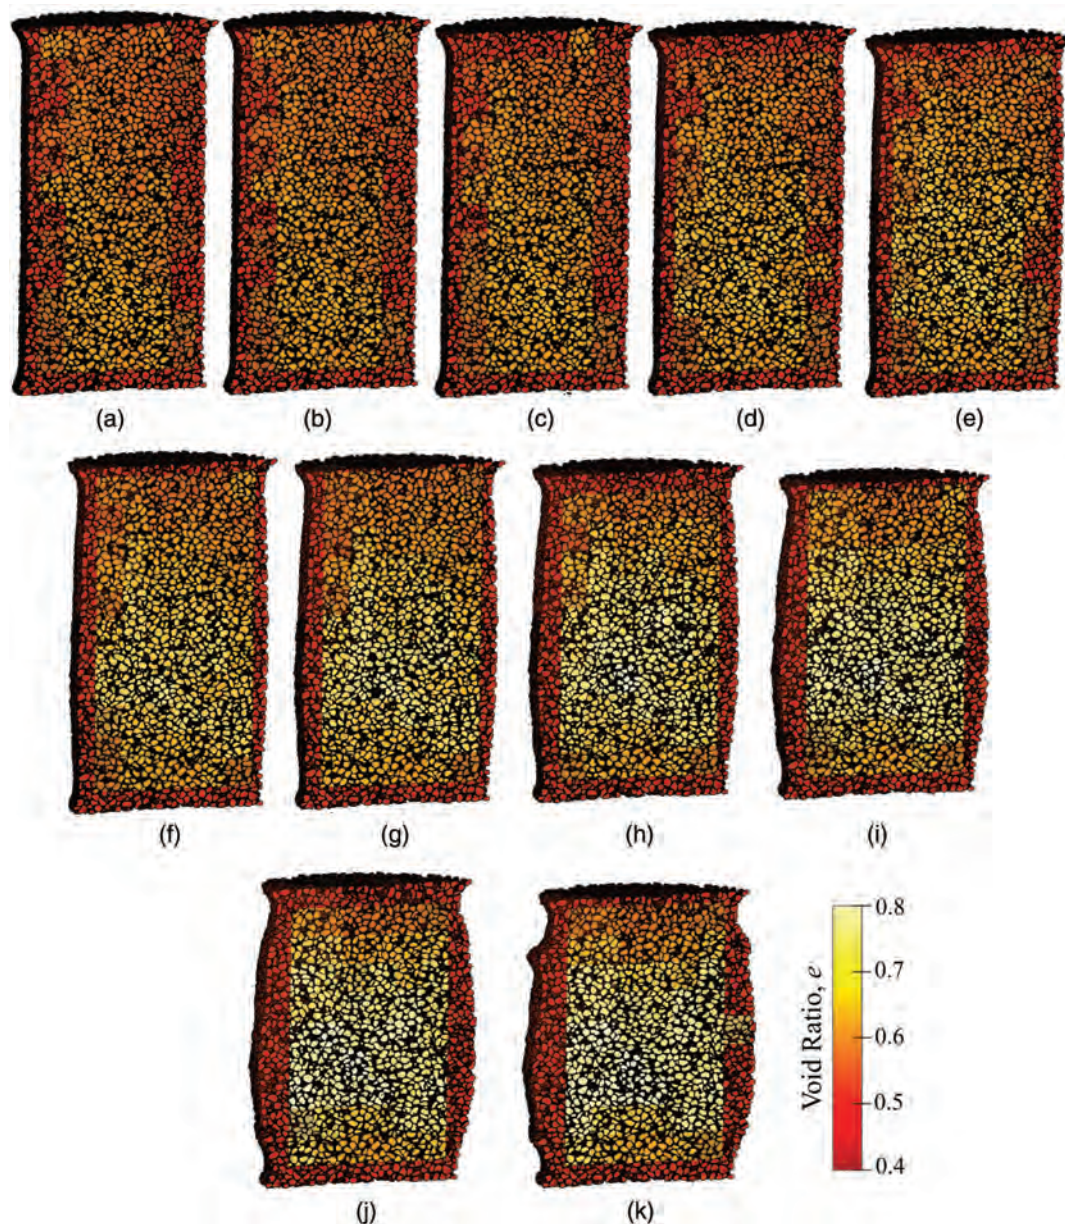 (a)
(b)
(c)
(d)
(e)
(f)
(g)
(h)
(i)
(j)
(k)
Void Ratio, e
0.8
0.7
0.6
0.5
0.4